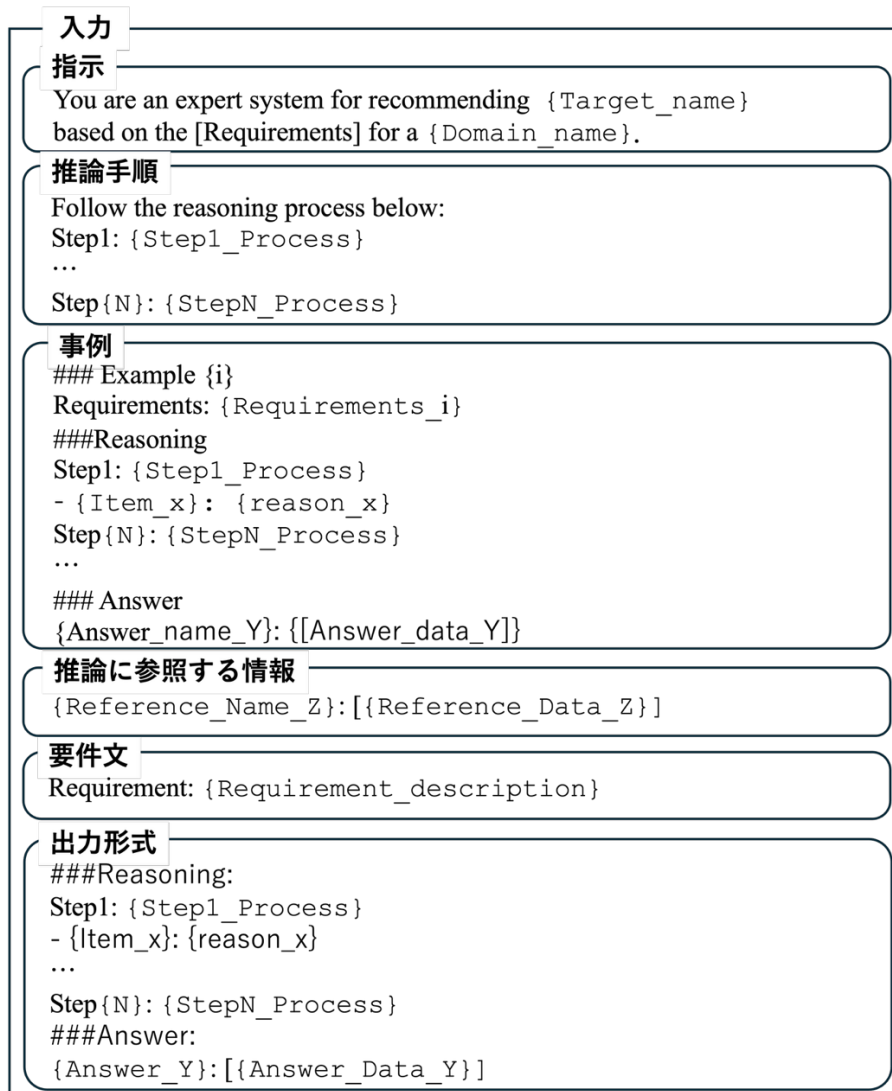 入力
指示
You are an expert system for recommending {Target_name}
based on the [Requirements] for a {Domain_name}.
推論手順
Follow the reasoning process below:
Step1: {Step1_Process}
…
Step{N}: {StepN_Process}
事例
### Example {i}
Requirements: {Requirements_i}
###Reasoning
Step1: {Step1_Process}
- {Item_x}: {reason_x}
Step{N}: {StepN_Process}
…
### Answer
{Answer_name_Y}: {[Answer_data_Y]}
推論に参照する情報
{Reference_Name_Z}:[{Reference_Data_Z}]
要件文
Requirement: {Requirement_description}
出力形式
###Reasoning:
Step1: {Step1_Process}
- {Item_x}: {reason_x}
…
Step{N}: {StepN_Process}
###Answer:
{Answer_Y}:[{Answer_Data_Y}]